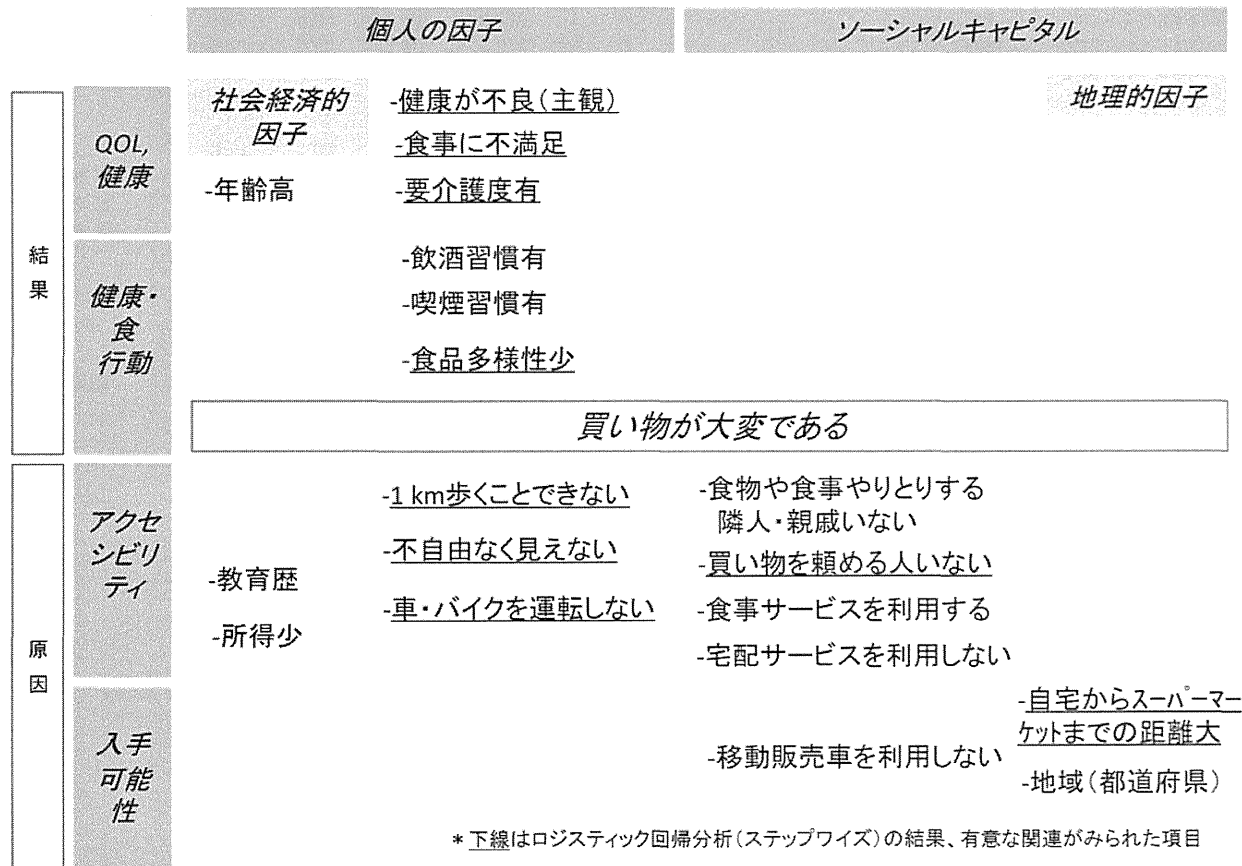 個人の因子
ソーシャルキャピタル
結果
QOL,
健康
社会経済的
因子
-年齢高
-健康が不良(主観)
-食事に不満足
-要介護度有
地理的因子
健康・
食
行動
-飲酒習慣有
-喫煙習慣有
-食品多様性少
買い物が大変である
原因
アクセ
シビリ
ティ
-教育歴
-所得少
-1 km歩くことできない
-不自由なく見えない
-車・バイクを運転しない
-食物や食事やりとりする
隣人・親戚いない
-買い物を頼める人いない
-食事サービスを利用する
-宅配サービスを利用しない
入手
可能
性
-移動販売車を利用しない
-自宅からスーパーマー
ケットまでの距離大
-地域(都道府県)
*下線はロジスティック回帰分析(ステップワイズ)の結果、有意な関連がみられた項目